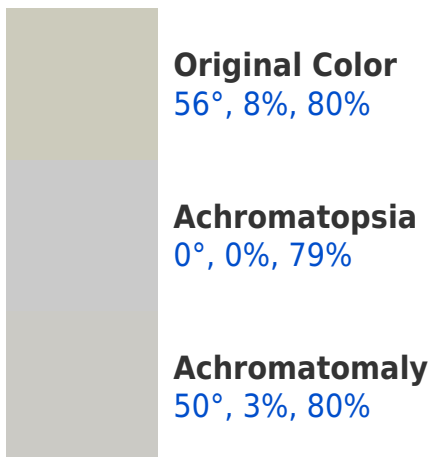 Original Color
56°, 8%, 80%
Achromatopsia
0°, 0%, 79%
Achromatomaly
50°, 3%, 80%